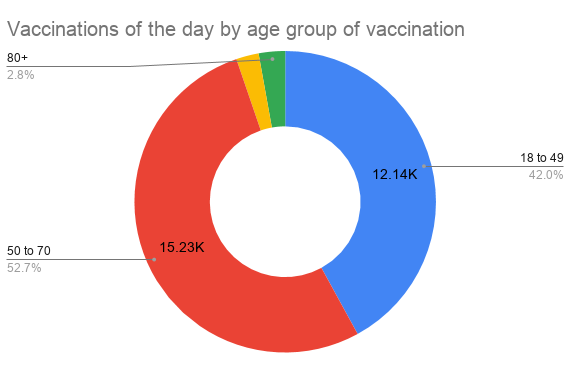 Vaccinations of the day by age group of vaccination
80+
2.8%
18 to 49
42.0%
12.14K
15.23K
50 to 70
52.7%